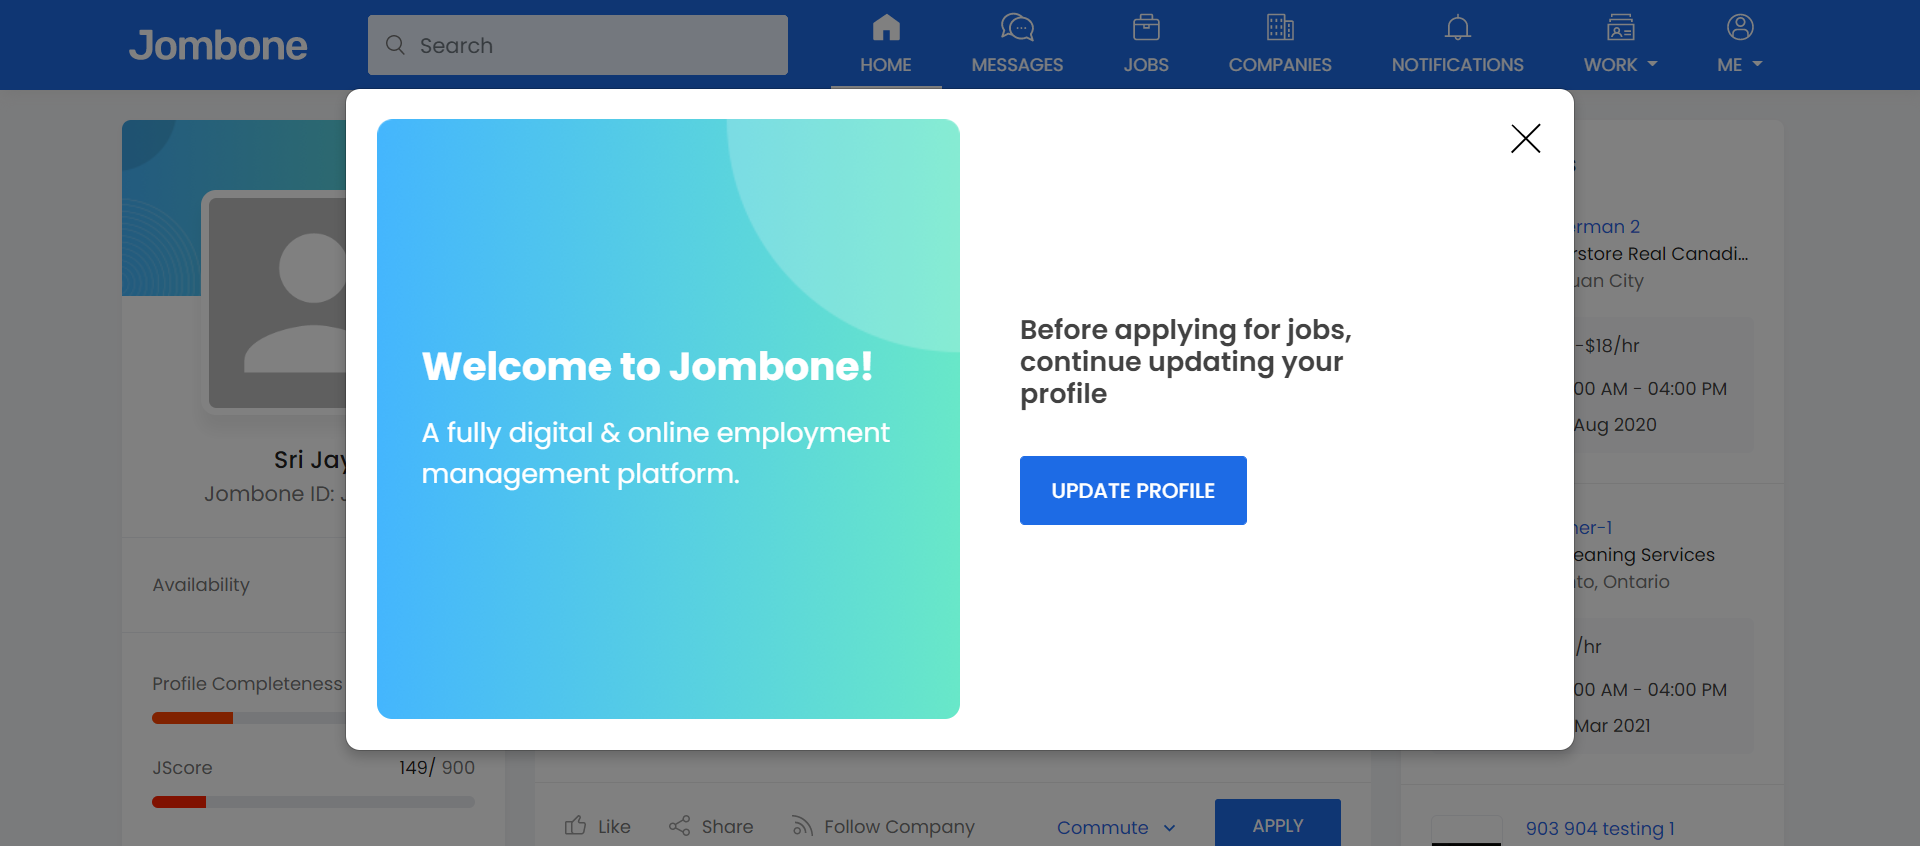 Jombone
Search
HOME
MESSAGES
JOBS
COMPANIES
NOTIFICATIONS
WORK
ME
Sri Jay
Jombone ID:
Availability
Profile Completeness
JScore
149/ 900
Welcome to Jombone!
A fully digital & online employment
management platform.
Before applying for jobs,
continue updating your
profile
UPDATE PROFILE
Like
Share
Follow Company
Commute
APPLY
erman 2
rstore Real Canadi...
uan City
-$18/hr
00 AM - 04:00 PM
Aug 2020
ner-1
eaning Services
nto, Ontario
/hr
00 AM - 04:00 PM
Mar 2021
903 904 testing 1